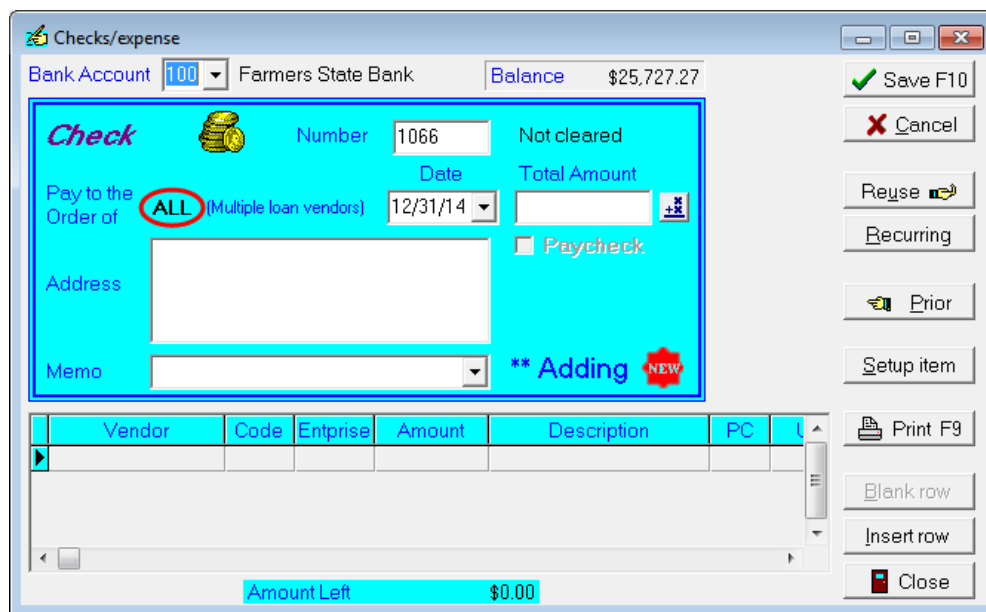 Checks/expense
Bank Account 100 Farmers State Bank Balance $25,727.27
Save F10
Check Number 1066 Not cleared
Cancel
Date Total Amount
Pay to the
Order of ALL (Multiple loan vendors) 12/31/14
Reuse
Paycheck
Recurring
Address
Prior
Memo ** Adding NEW
Setup item
Vendor Code Entprise Amount Description PC U
Print F9
Blank row
Insert row
Amount Left $0.00
Close